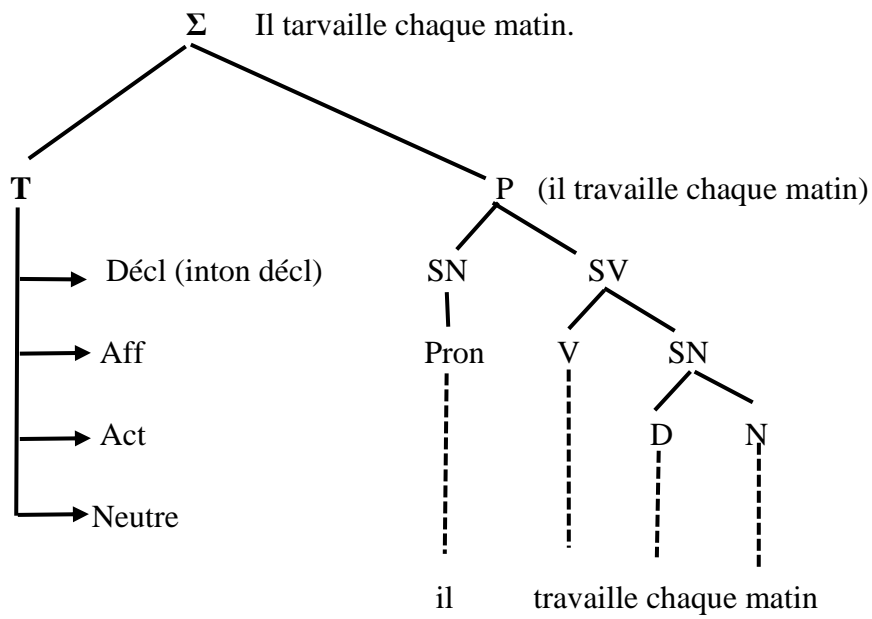 Σ Il tarvaille chaque matin.
T P (il travaille chaque matin)
Décl (inton décl) SN SV
Aff Pron V SN
Act D N
Neutre
il travaille chaque matin